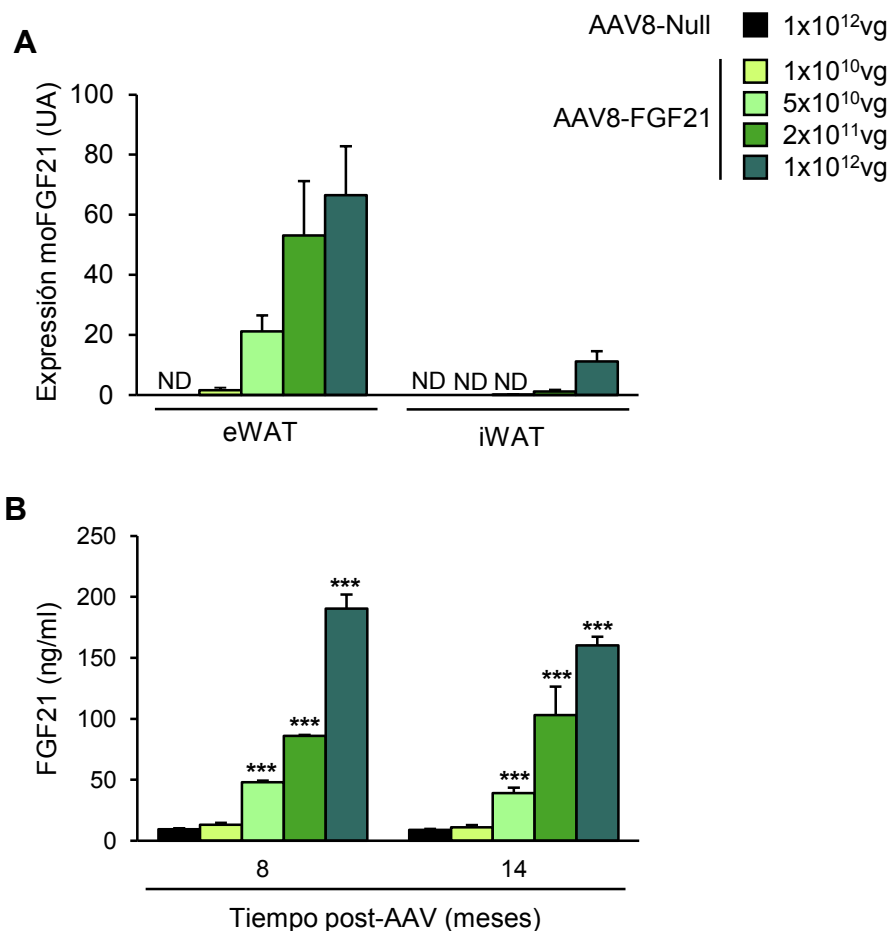 A
AAV8-Null 1x10¹²vg
AAV8-FGF21
1x10¹⁰vg
5x10¹⁰vg
2x10¹¹vg
1x10¹²vg
Expresión moFGF21 (UA)
100
80
60
40
20
0
ND
ND ND ND
eWAT iWAT
B
FGF21 (ng/ml)
250
200
150
100
50
0
*** *** ***
*** *** ***
8 14
Tiempo post-AAV (meses)